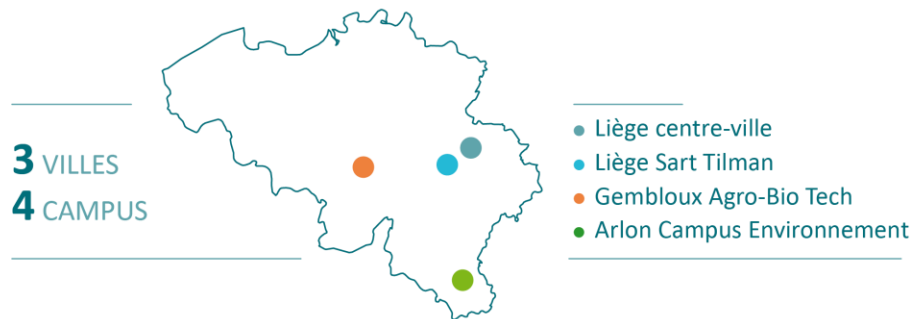 3 VILLES
4 CAMPUS
Liège centre-ville
Liège Sart Tilman
Gembloux Agro-Bio Tech
Arlon Campus Environnement